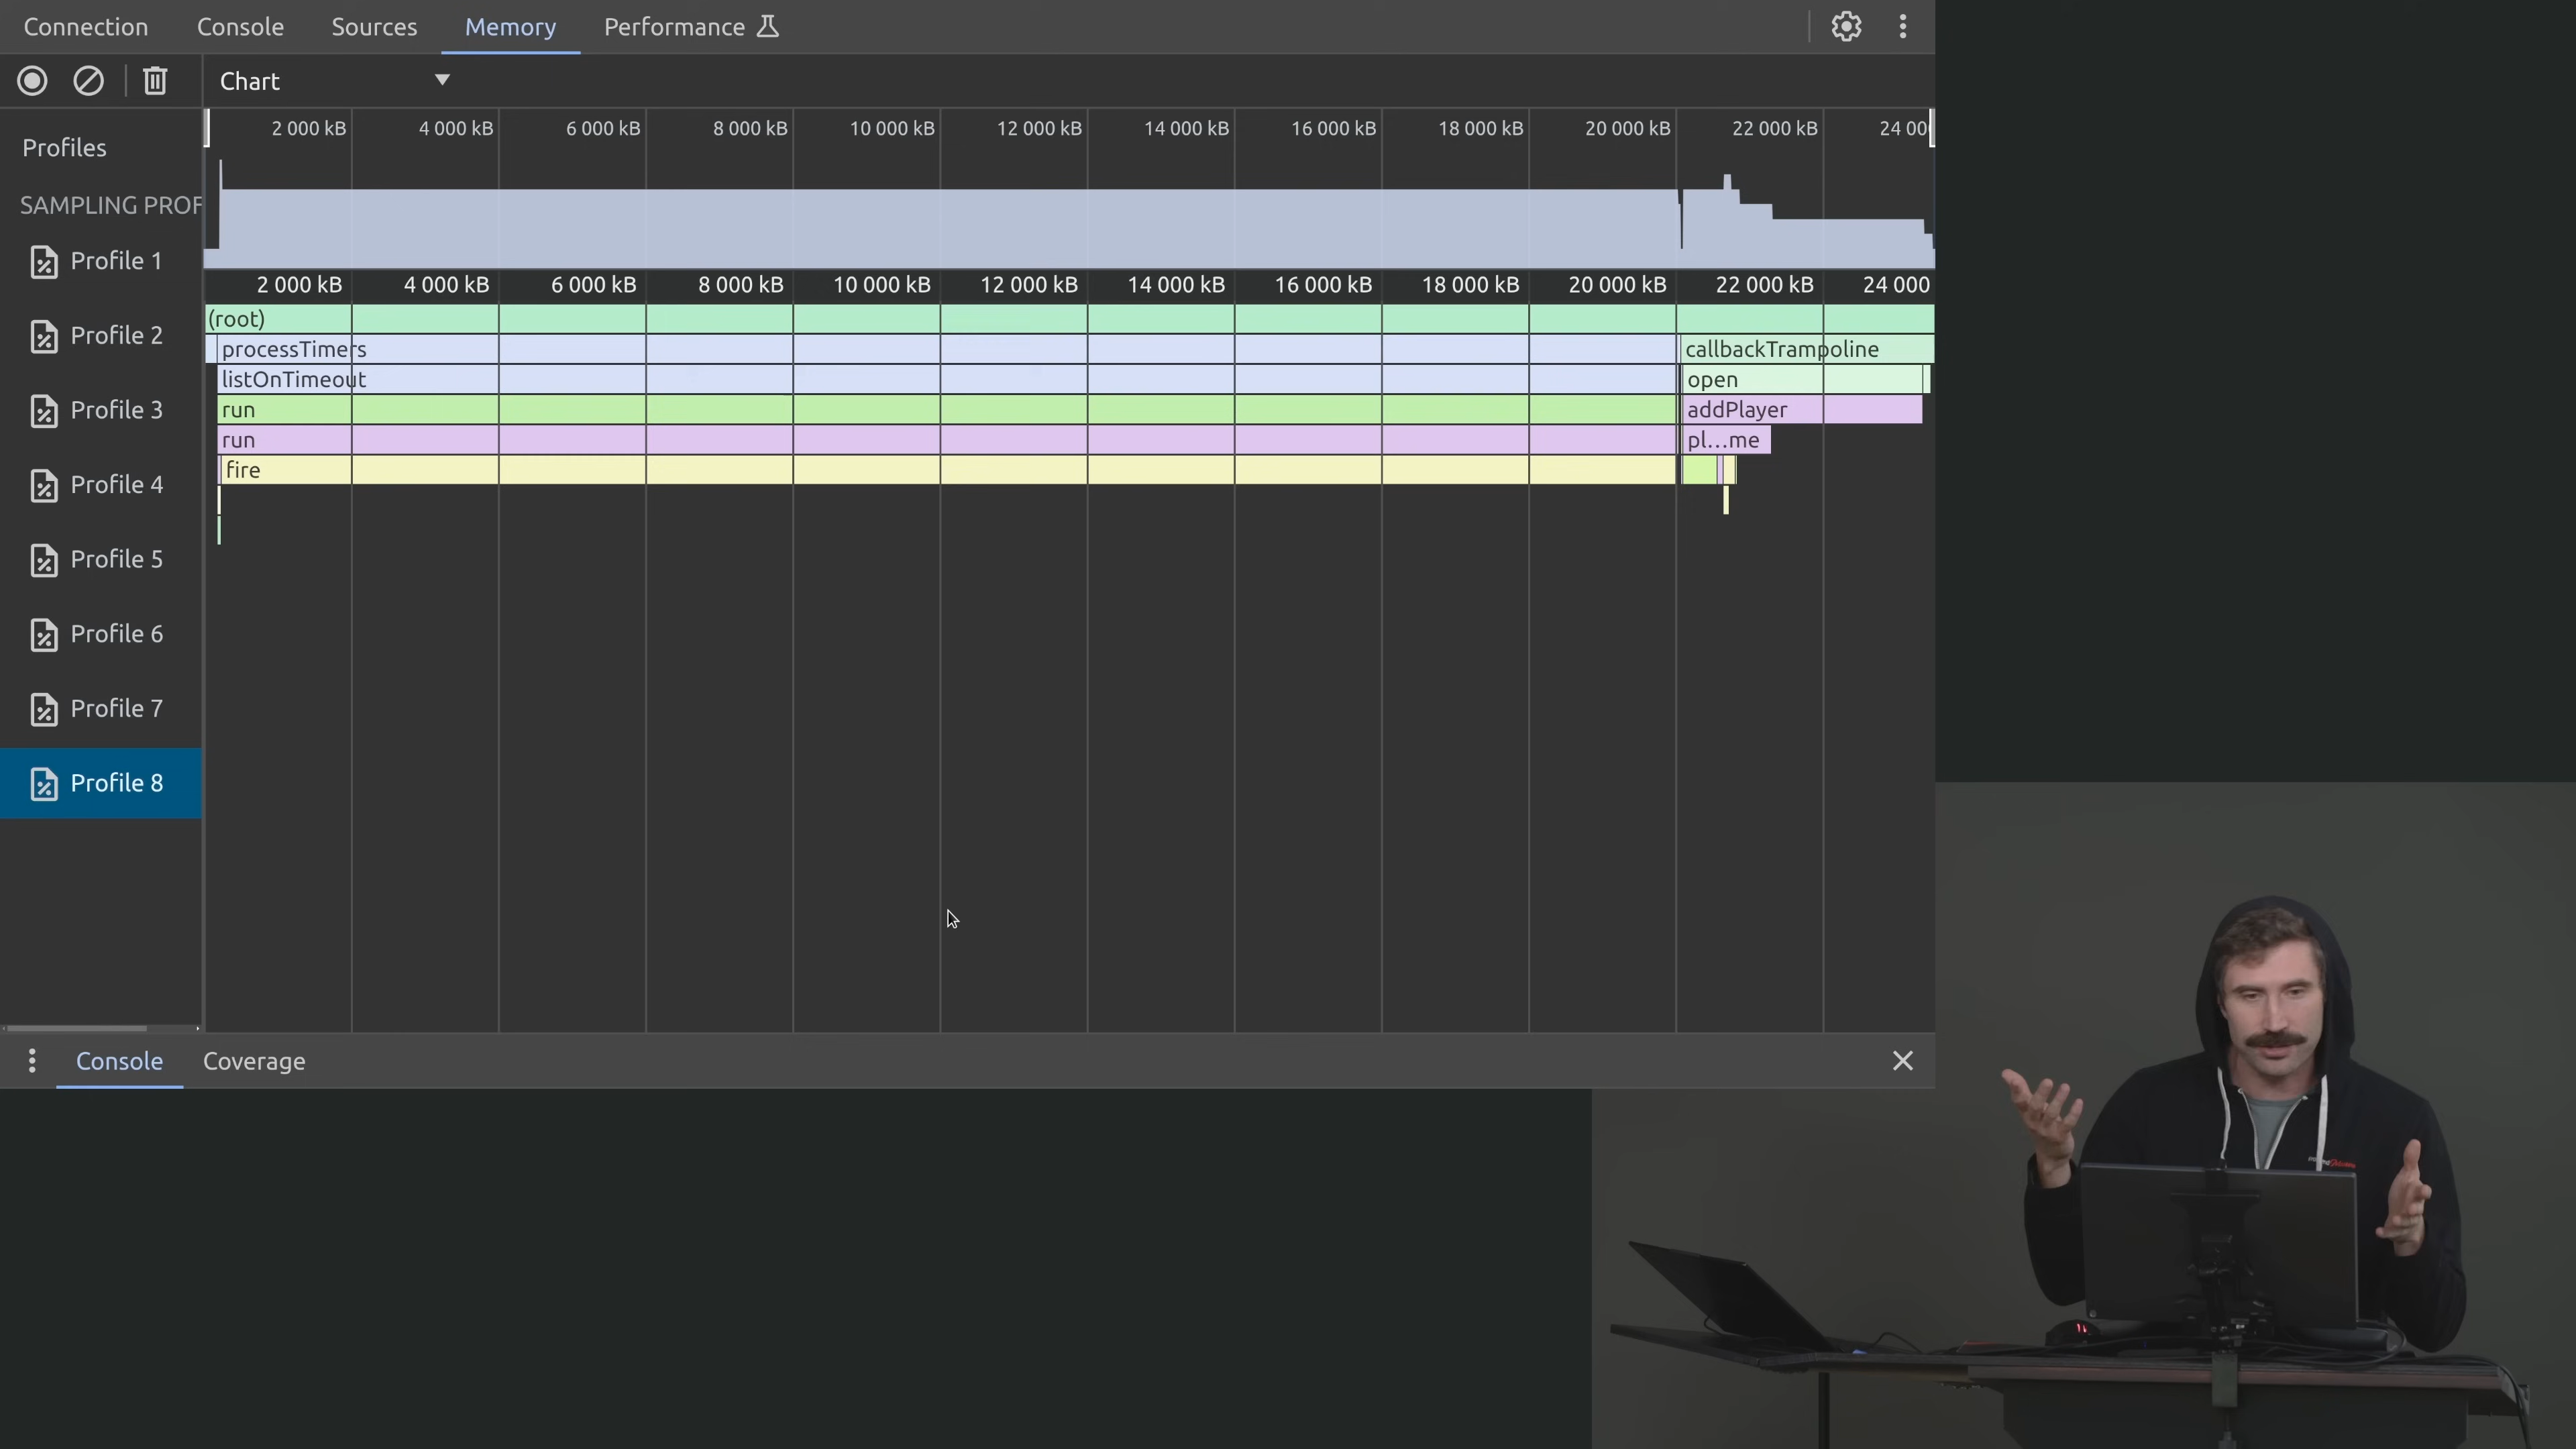 Connection Console Sources Memory Performance
Chart
Profiles
SAMPLING PROF
Profile 1
Profile 2
Profile 3
Profile 4
Profile 5
Profile 6
Profile 7
Profile 8
2 000 kB 4 000 kB 6 000 kB 8 000 kB 10 000 kB 12 000 kB 14 000 kB 16 000 kB 18 000 kB 20 000 kB 22 000 kB 24 00
2 000 kB 4 000 kB 6 000 kB 8 000 kB 10 000 kB 12 000 kB 14 000 kB 16 000 kB 18 000 kB 20 000 kB 22 000 kB 24 000
(root)
processTimers callbackTrampoline
listOnTimeout open
run addPlayer
run pl…me
fire
Console Coverage